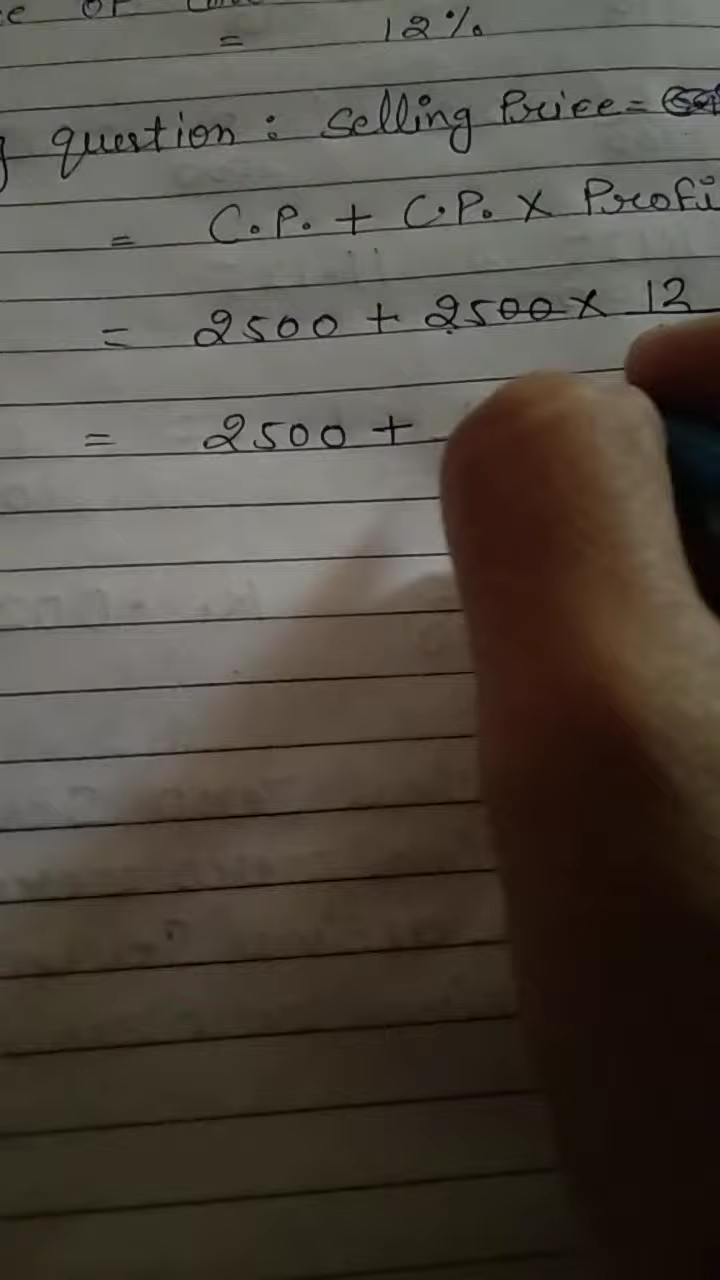 = 12%
question : Selling Price =
= C.P. + C.P. × Profi
= 2500 + 2500 × 12
= 2500 +